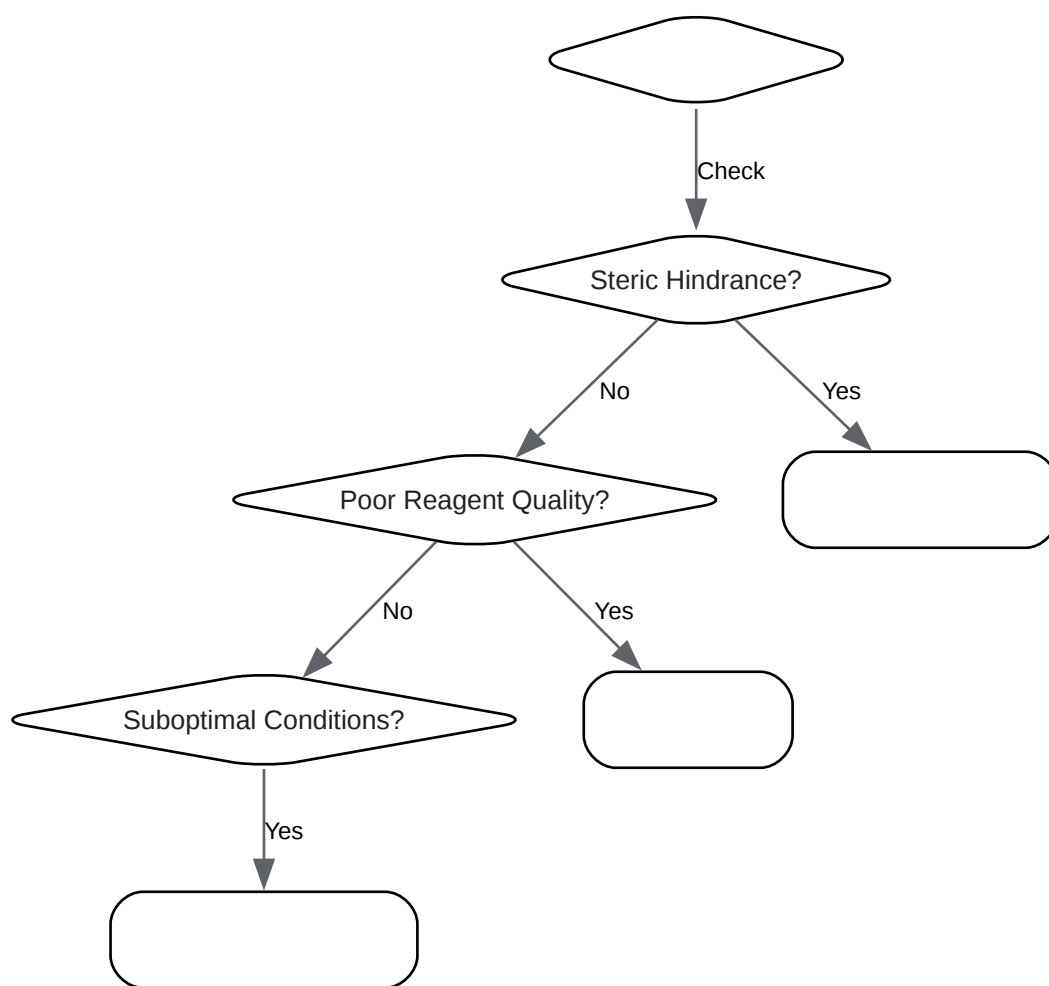 Check
Steric Hindrance?
No
Yes
Poor Reagent Quality?
No
Yes
Suboptimal Conditions?
Yes